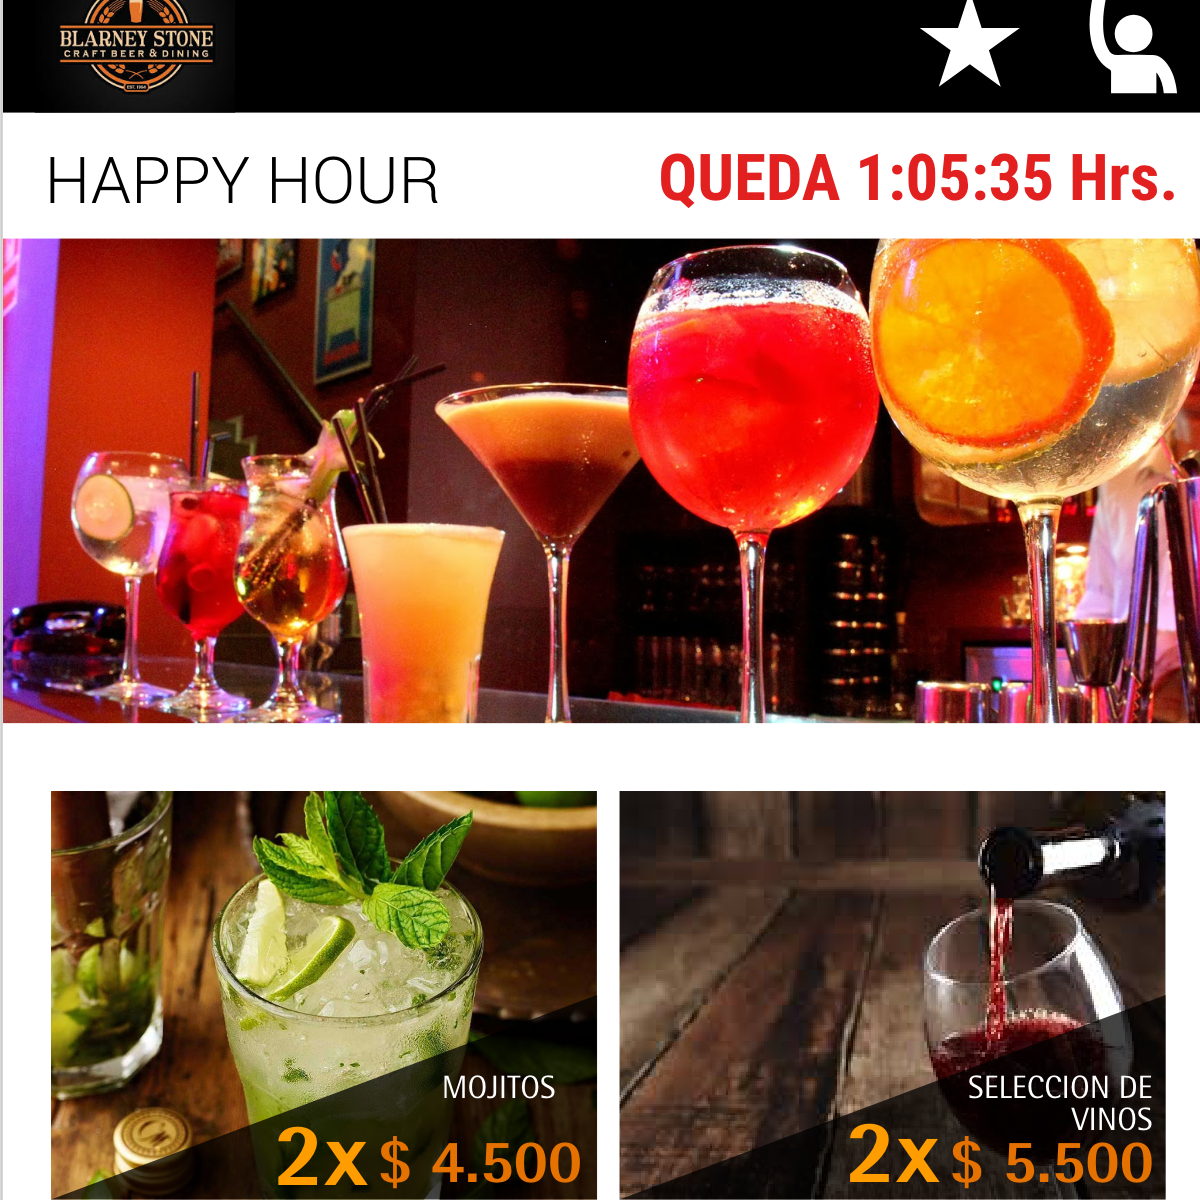 BLARNEY STONE
CRAFT BEER & DINING
EST. 1984
HAPPY HOUR
QUEDA 1:05:35 Hrs.
MOJITOS
2x $ 4.500
SELECCION DE
VINOS
2x $ 5.500